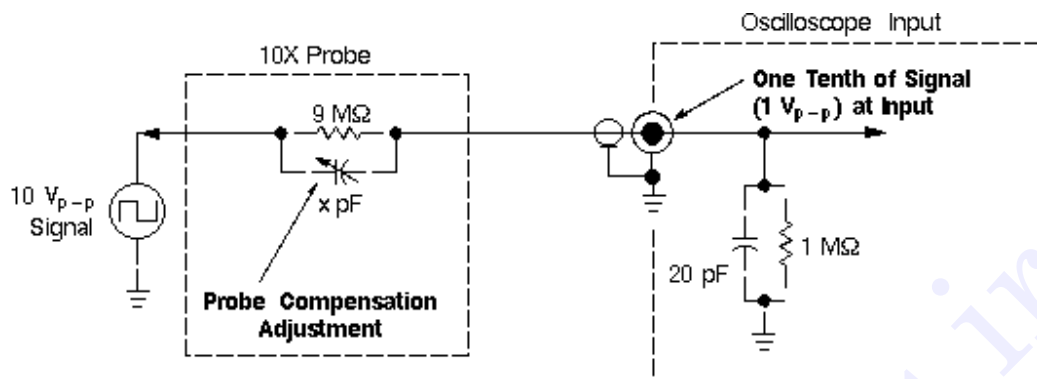 Oscilloscope Input
10X Probe
One Tenth of Signal
(1 Vp-p) at Input
9 MΩ
x pF
10 Vp-p
Signal
20 pF
1 MΩ
Probe Compensation
Adjustment